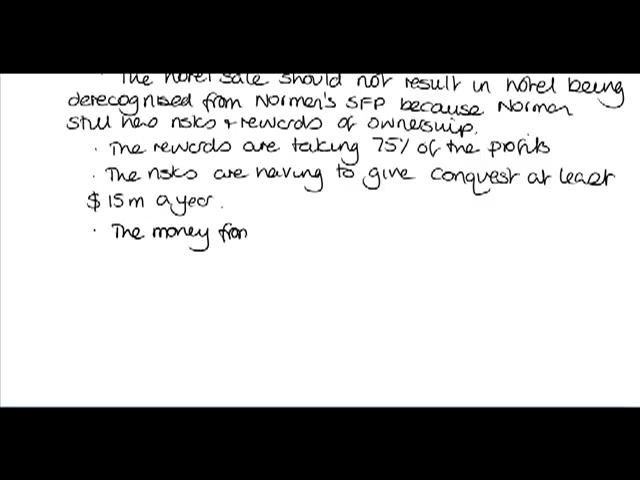 · The hotel sale should not result in hotel being
derecognised from Norman's SFP because Norman
still has risks + rewards of ownership.
· The rewards are taking 75% of the profits
· The risks are having to give Conquest at least
$15m a year.
· The money from